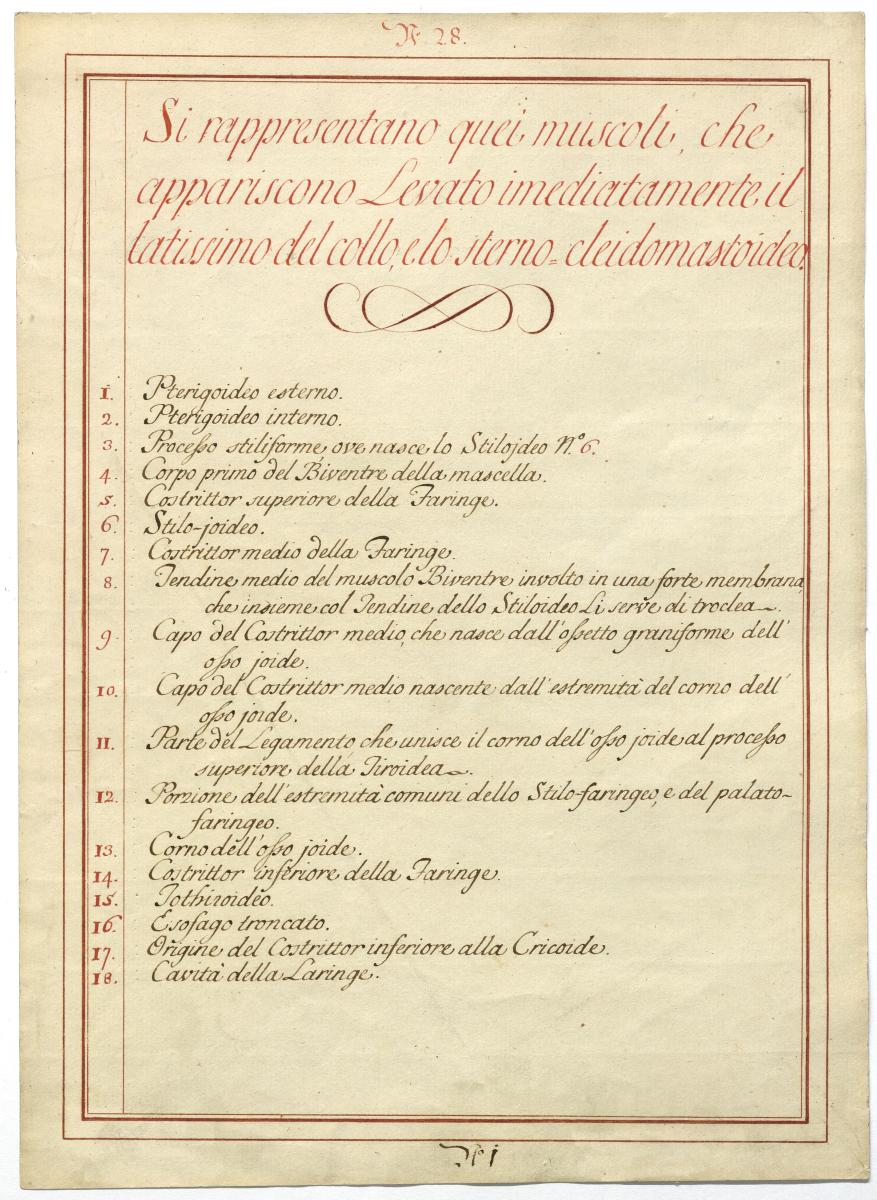 N. 28.
Si rappresentano quei muscoli, che
appariscono Levato imediatamente il
latissimo del collo, e lo sterno=cleidomastoideo.
1. Pterigoideo esterno.
2. Pterigoideo interno.
3. Processo stiliforme, ove nasce lo Stilojdeo N.º 6.
4. Corpo primo del Biventre della mascella.
5. Costrittor superiore della Faringe.
6. Stilo-joideo.
7. Costrittor medio della Faringe.
8. Tendine medio del muscolo Biventre involto in una forte membrana,
che insieme col Tendine dello Stiloideo Li serve di troclea.
9. Capo del Costrittor medio, che nasce dall'ossetto graniforme dell'
osso joide.
10. Capo del Costrittor medio nascente dall'estremità del corno dell'
osso joide.
11. Parte del Legamento che unisce il corno dell'osso joide al processo
superiore della Tiroidea.
12. Porzione dell'estremità comuni dello Stilo-faringeo, e del palato-
faringeo.
13. Corno dell'osso joide.
14. Costrittor inferiore della Faringe.
15. Jothiroideo.
16. Esofago troncato.
17. Origine del Costrittor inferiore alla Cricoide.
18. Cavità della Laringe.